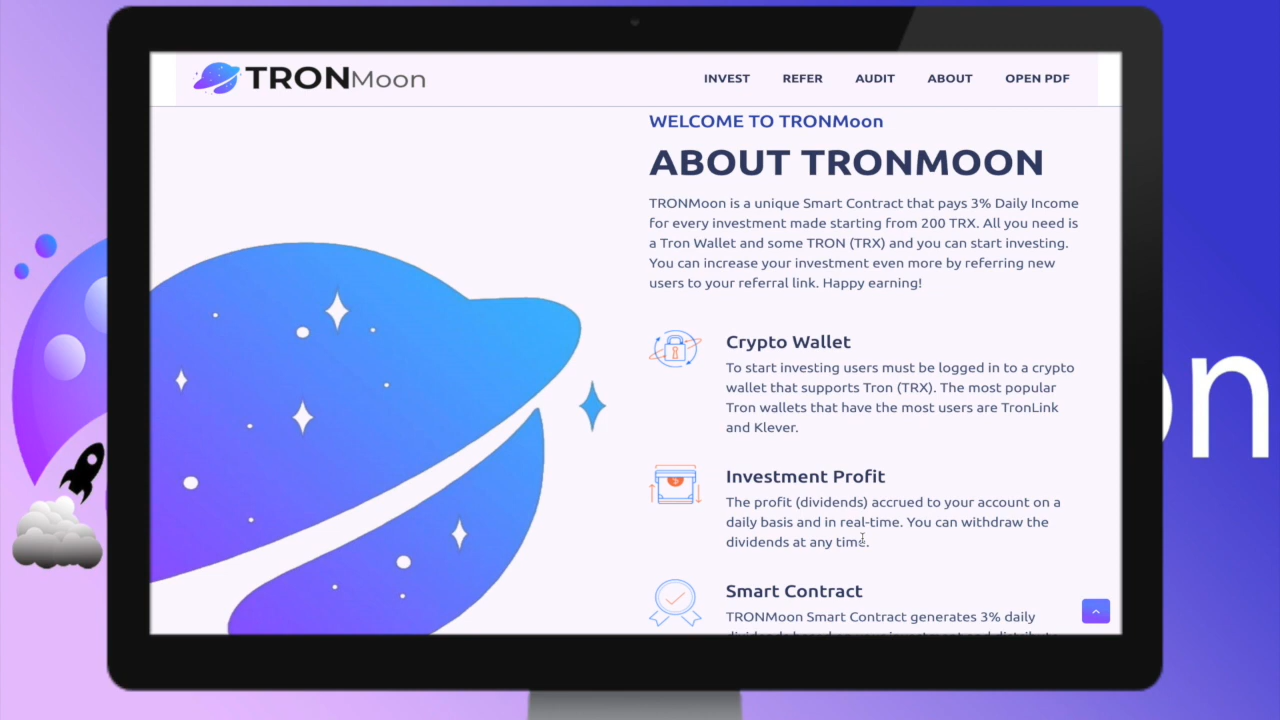 TRONMoon
INVEST REFER AUDIT ABOUT OPEN PDF
WELCOME TO TRONMoon
ABOUT TRONMOON
TRONMoon is a unique Smart Contract that pays 3% Daily Income
for every investment made starting from 200 TRX. All you need is
a Tron Wallet and some TRON (TRX) and you can start investing.
You can increase your investment even more by referring new
users to your referral link. Happy earning!
Crypto Wallet
To start investing users must be logged in to a crypto
wallet that supports Tron (TRX). The most popular
Tron wallets that have the most users are TronLink
and Klever.
Investment Profit
The profit (dividends) accrued to your account on a
daily basis and in real-time. You can withdraw the
dividends at any time.
Smart Contract
TRONMoon Smart Contract generates 3% daily